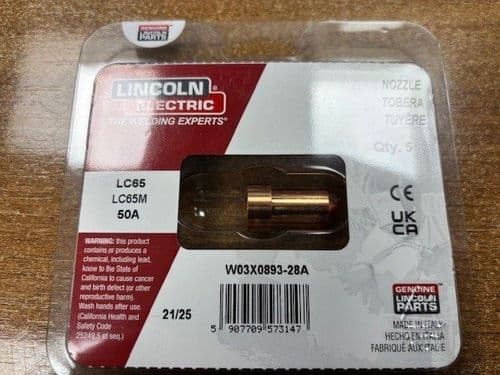 GENUINE
LINCOLN
PARTS
LINCOLN
ELECTRIC
THE WELDING EXPERTS®
NOZZLE
TOBERA
TUYÈRE
Qty. 5
LC65
LC65M
50A
CE
UK
CA
WARNING: this product
contains or produces a
chemical, including lead,
know to the State of
California to cause cancer
and birth defect (or other
reproductive harm).
Wash hands after use.
(California Health and
Safety Code
25249.5 et seq.)
W03X0893-28A
21/25
5 907709 573147
GENUINE
LINCOLN
PARTS
MADE IN ITALY
HECHO EN ITALIA
FABRIQUÉ AUX ITALIE